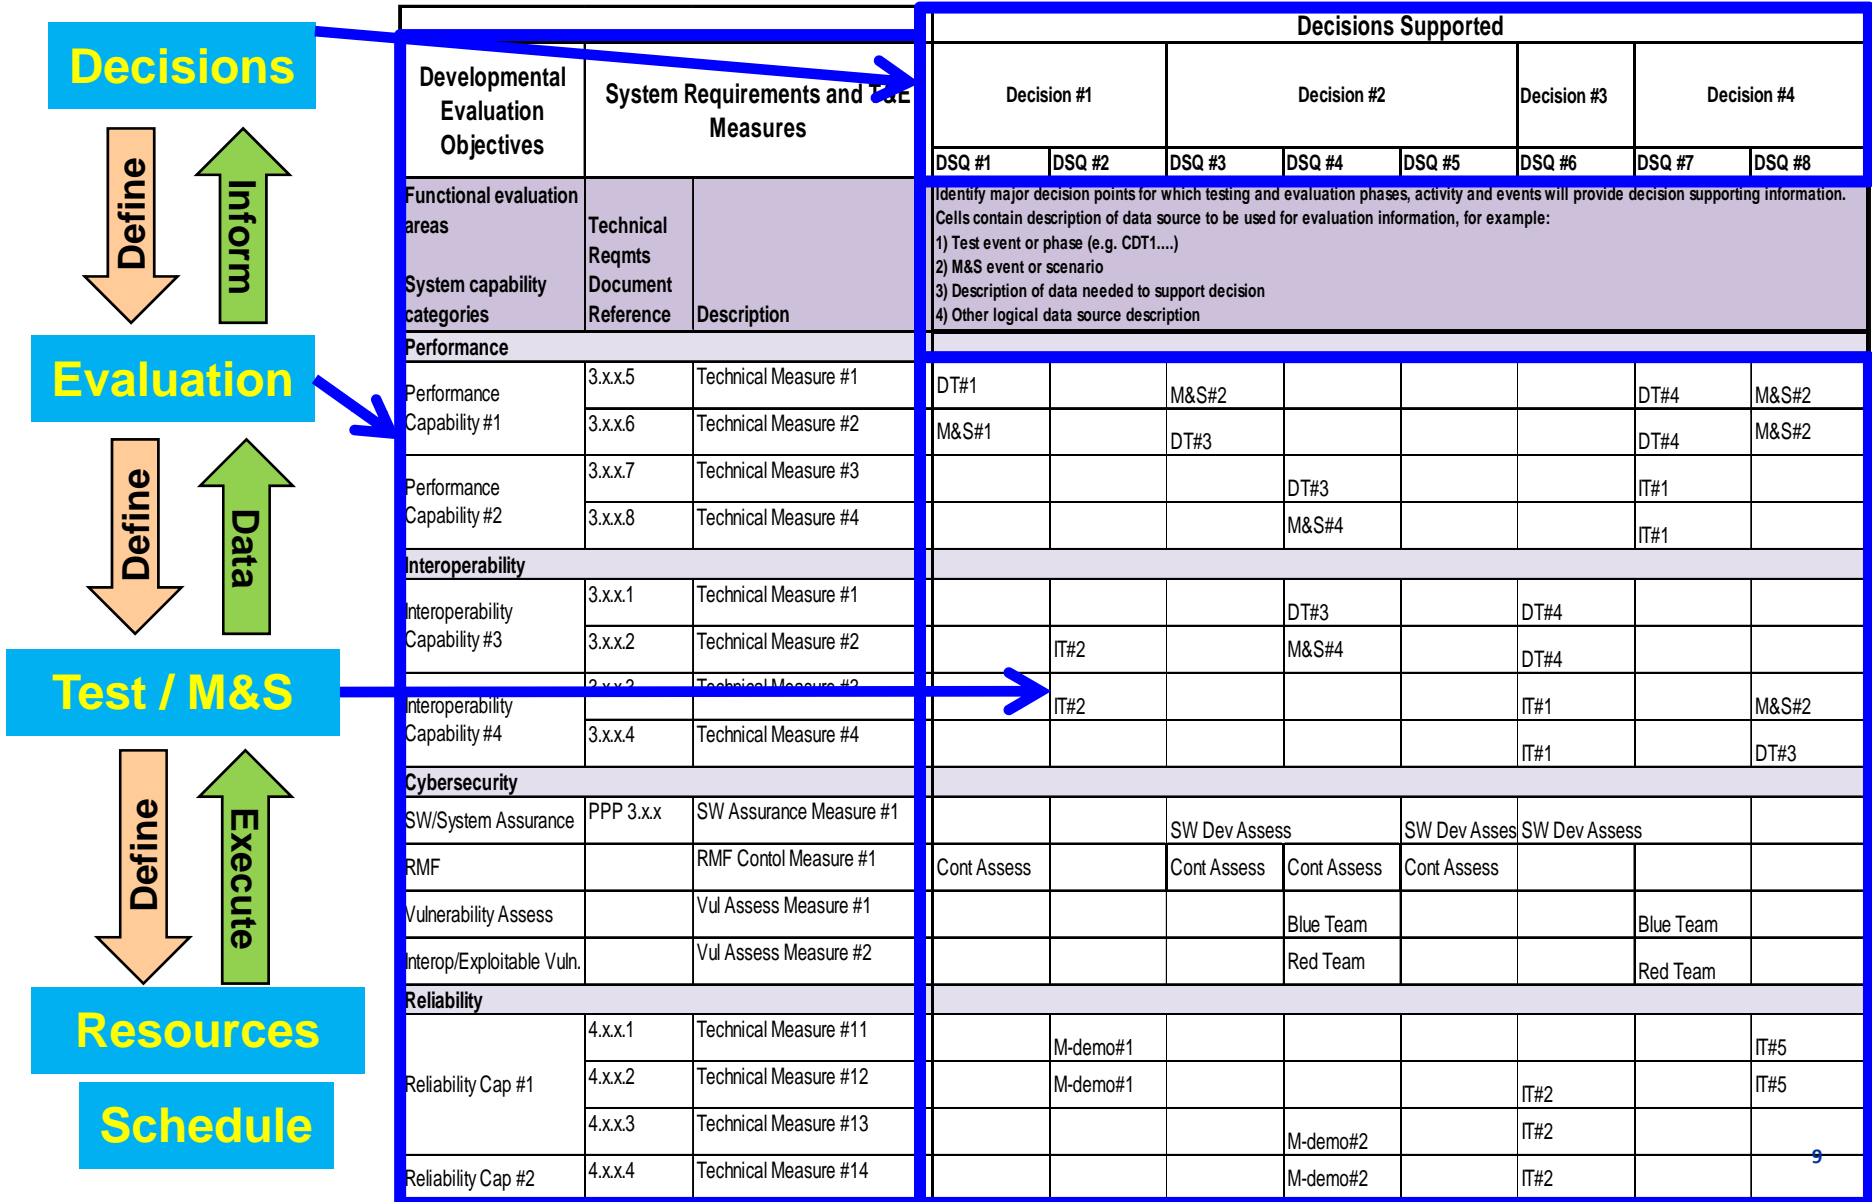 Decisions
Define
Inform
Evaluation
Define
Data
Test / M&S
Define
Execute
Resources
Schedule
Decisions Supported
Developmental
Evaluation
Objectives
System Requirements and T&E
Measures
Decision #1
Decision #2
Decision #3
Decision #4
DSQ #1 DSQ #2 DSQ #3 DSQ #4 DSQ #5 DSQ #6 DSQ #7 DSQ #8
Functional evaluation
areas
System capability
categories
Technical
Reqmts
Document
Reference
Description
Identify major decision points for which testing and evaluation phases, activity and events will provide decision supporting information.
Cells contain description of data source to be used for evaluation information, for example:
1) Test event or phase (e.g. CDT1....)
2) M&S event or scenario
3) Description of data needed to support decision
4) Other logical data source description
Performance
Performance
Capability #1
3.x.x.5 Technical Measure #1 DT#1 M&S#2 DT#4 M&S#2
3.x.x.6 Technical Measure #2 M&S#1 DT#3 DT#4 M&S#2
Performance
Capability #2
3.x.x.7 Technical Measure #3 DT#3 IT#1
3.x.x.8 Technical Measure #4 M&S#4 IT#1
Interoperability
Interoperability
Capability #3
3.x.x.1 Technical Measure #1 DT#3 DT#4
3.x.x.2 Technical Measure #2 IT#2 M&S#4 DT#4
Interoperability
Capability #4
3.x.x.3 Technical Measure #3 IT#2 IT#1 M&S#2
3.x.x.4 Technical Measure #4 IT#1 DT#3
Cybersecurity
SW/System Assurance PPP 3.x.x SW Assurance Measure #1 SW Dev Assess SW Dev Asses SW Dev Assess
RMF RMF Contol Measure #1 Cont Assess Cont Assess Cont Assess Cont Assess
Vulnerability Assess Vul Assess Measure #1 Blue Team Blue Team
Interop/Exploitable Vuln. Vul Assess Measure #2 Red Team Red Team
Reliability
Reliability Cap #1
4.x.x.1 Technical Measure #11 M-demo#1 IT#5
4.x.x.2 Technical Measure #12 M-demo#1 IT#2 IT#5
4.x.x.3 Technical Measure #13 M-demo#2 IT#2
Reliability Cap #2 4.x.x.4 Technical Measure #14 M-demo#2 IT#2
9